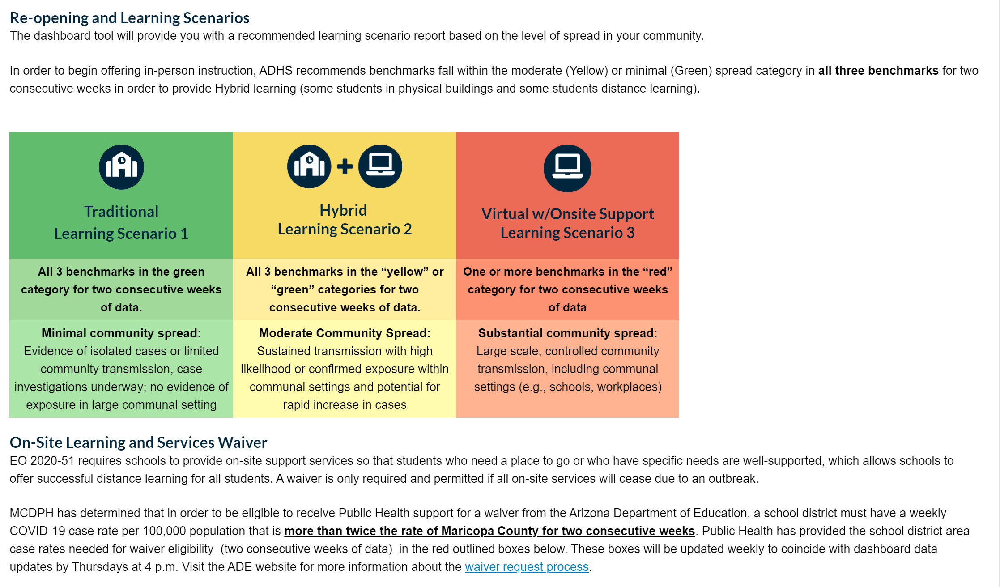 Re-opening and Learning Scenarios
The dashboard tool will provide you with a recommended learning scenario report based on the level of spread in your community.
In order to begin offering in-person instruction, ADHS recommends benchmarks fall within the moderate (Yellow) or minimal (Green) spread category in all three benchmarks for two
consecutive weeks in order to provide Hybrid learning (some students in physical buildings and some students distance learning).
Traditional
Learning Scenario 1
All 3 benchmarks in the green
category for two consecutive weeks
of data.
Minimal community spread:
Evidence of isolated cases or limited
community transmission, case
investigations underway; no evidence of
exposure in large communal setting
Hybrid
Learning Scenario 2
All 3 benchmarks in the “yellow” or
“green” categories for two
consecutive weeks of data.
Moderate Community Spread:
Sustained transmission with high
likelihood or confirmed exposure within
communal settings and potential for
rapid increase in cases
Virtual w/Onsite Support
Learning Scenario 3
One or more benchmarks in the “red”
category for two consecutive weeks
of data
Substantial community spread:
Large scale, controlled community
transmission, including communal
settings (e.g., schools, workplaces)
On-Site Learning and Services Waiver
EO 2020-51 requires schools to provide on-site support services so that students who need a place to go or who have specific needs are well-supported, which allows schools to
offer successful distance learning for all students. A waiver is only required and permitted if all on-site services will cease due to an outbreak.
MCDPH has determined that in order to be eligible to receive Public Health support for a waiver from the Arizona Department of Education, a school district must have a weekly
COVID-19 case rate per 100,000 population that is more than twice the rate of Maricopa County for two consecutive weeks. Public Health has provided the school district area
case rates needed for waiver eligibility  (two consecutive weeks of data)  in the red outlined boxes below. These boxes will be updated weekly to coincide with dashboard data
updates by Thursdays at 4 p.m. Visit the ADE website for more information about the waiver request process.